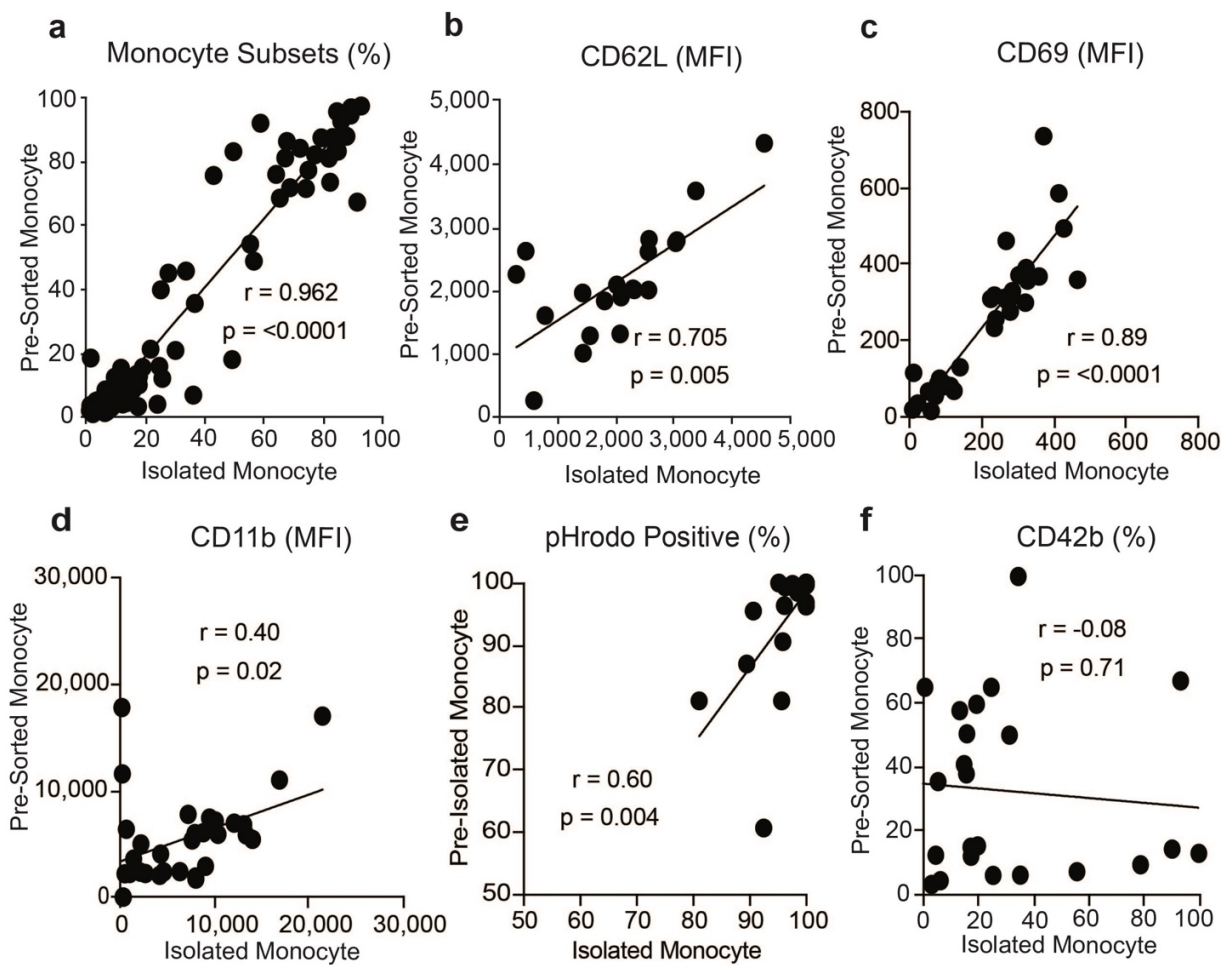 a
Monocyte Subsets (%)
Pre-Sorted Monocyte
100
80
60
40
20
0
r = 0.962
p = <0.0001
0 20 40 60 80 100
Isolated Monocyte
b
CD62L (MFI)
Pre-Sorted Monocyte
5,000
4,000
3,000
2,000
1,000
0
r = 0.705
p = 0.005
0 1,000 2,000 3,000 4,000 5,000
Isolated Monocyte
c
CD69 (MFI)
Pre-Sorted Monocyte
800
600
400
200
0
r = 0.89
p = <0.0001
0 200 400 600 800
Isolated Monocyte
d
CD11b (MFI)
Pre-Sorted Monocyte
30,000
20,000
10,000
0
r = 0.40
p = 0.02
0 10,000 20,000 30,000
Isolated Monocyte
e
pHrodo Positive (%)
Pre-Isolated Monocyte
100
90
80
70
60
50
r = 0.60
p = 0.004
50 60 70 80 90 100
Isolated Monocyte
f
CD42b (%)
Pre-Sorted Monocyte
100
80
60
40
20
0
r = -0.08
p = 0.71
0 20 40 60 80 100
Isolated Monocyte